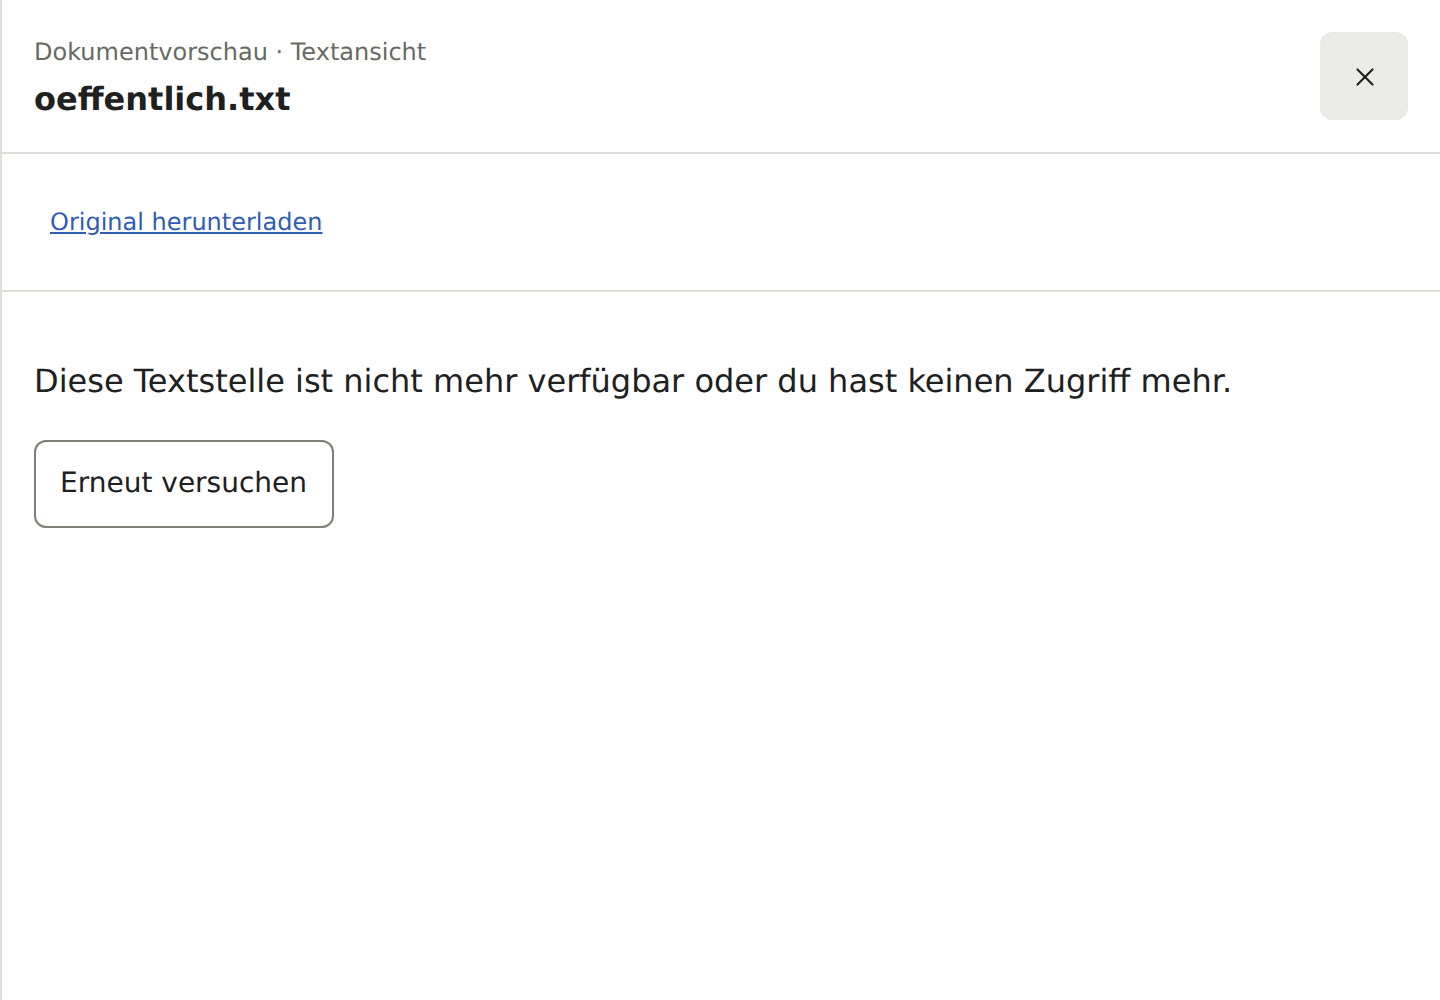 Dokumentvorschau · Textansicht
oeffentlich.txt
Original herunterladen
Diese Textstelle ist nicht mehr verfügbar oder du hast keinen Zugriff mehr.
Erneut versuchen